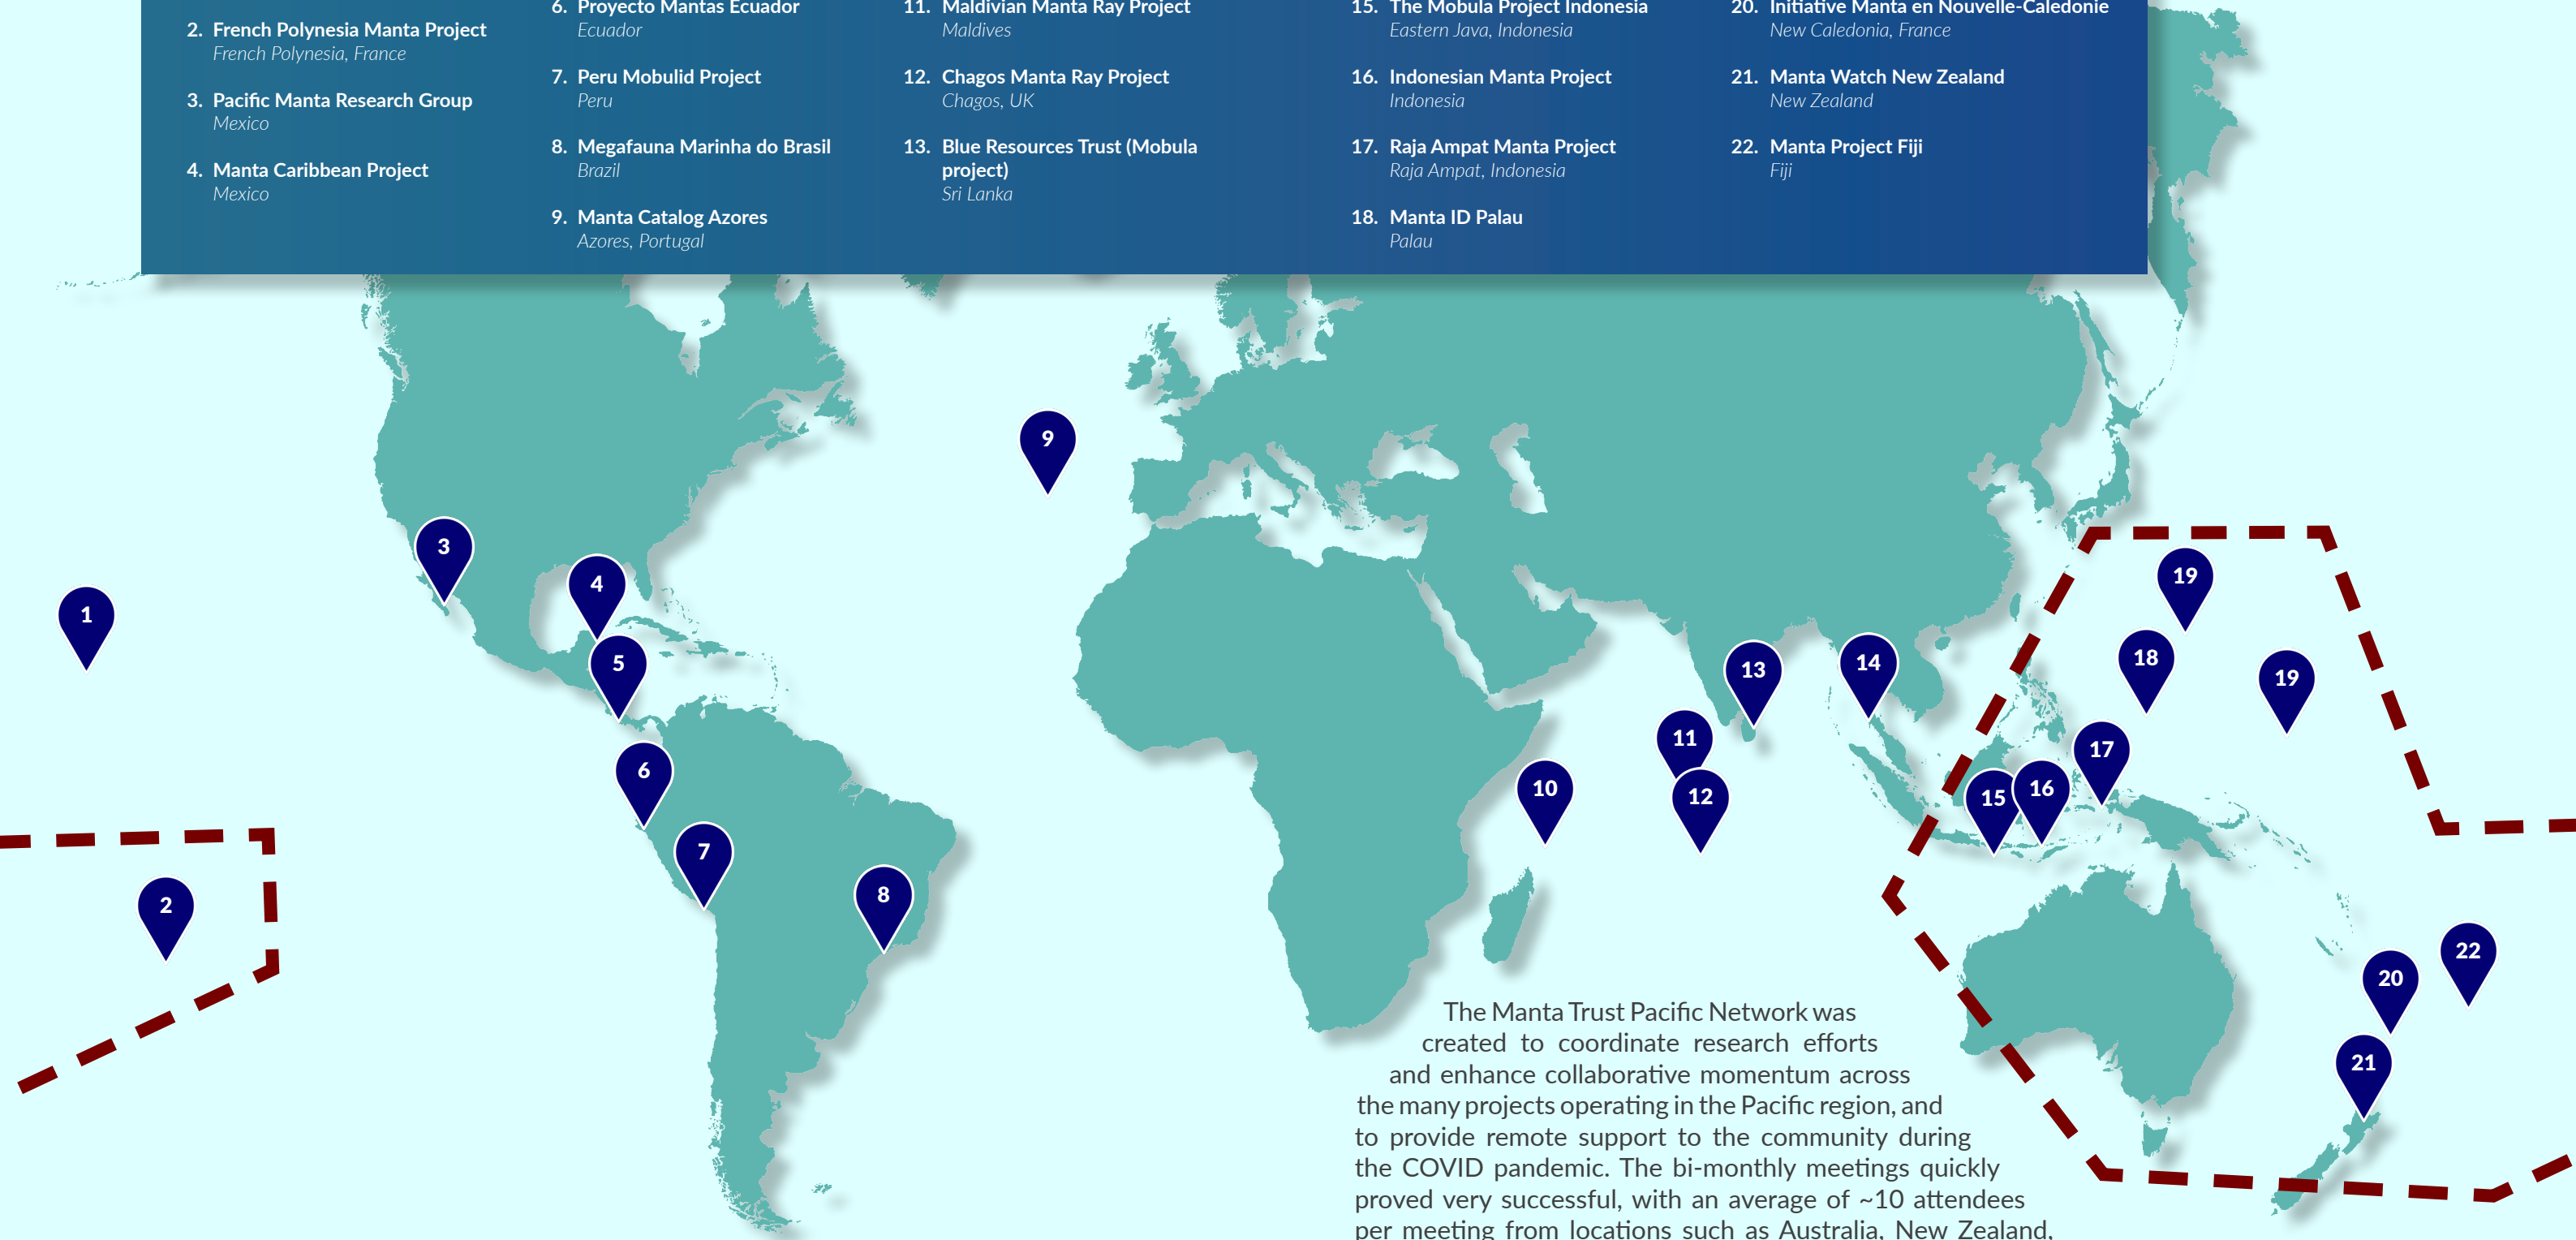 2. French Polynesia Manta Project
French Polynesia, France
3. Pacific Manta Research Group
Mexico
4. Manta Caribbean Project
Mexico
6. Proyecto Mantas Ecuador
Ecuador
7. Peru Mobulid Project
Peru
8. Megafauna Marinha do Brasil
Brazil
9. Manta Catalog Azores
Azores, Portugal
11. Maldivian Manta Ray Project
Maldives
12. Chagos Manta Ray Project
Chagos, UK
13. Blue Resources Trust (Mobula
project)
Sri Lanka
15. The Mobula Project Indonesia
Eastern Java, Indonesia
16. Indonesian Manta Project
Indonesia
17. Raja Ampat Manta Project
Raja Ampat, Indonesia
18. Manta ID Palau
Palau
20. Initiative Manta en Nouvelle-Calédonie
New Caledonia, France
21. Manta Watch New Zealand
New Zealand
22. Manta Project Fiji
Fiji
9
3
19
4
1
18
5
14
13
19
11
17
6
10
12
15
16
7
8
2
22
20
21
The Manta Trust Pacific Network was
created to coordinate research efforts
and enhance collaborative momentum across
the many projects operating in the Pacific region, and
to provide remote support to the community during
the COVID pandemic. The bi-monthly meetings quickly
proved very successful, with an average of ~10 attendees
per meeting from locations such as Australia, New Zealand,